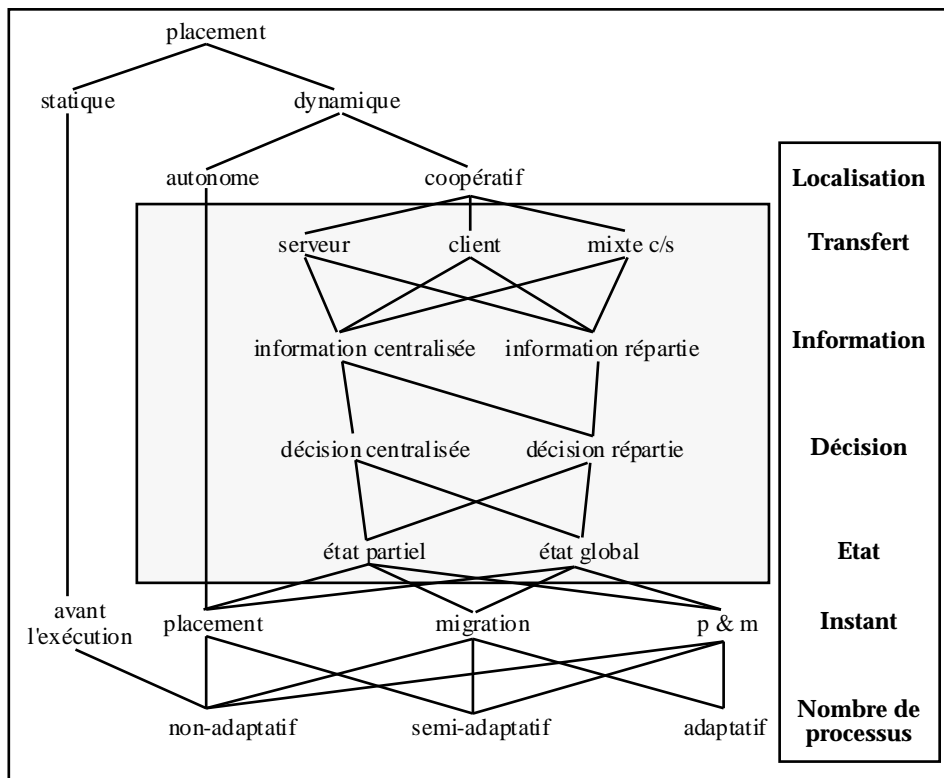 placement
statique
dynamique
autonome
coopératif
Localisation
serveur
client
mixte c/s
Transfert
information centralisée
information répartie
Information
décision centralisée
décision répartie
Décision
état partiel
état global
Etat
avant
l'exécution
placement
migration
p & m
Instant
non-adaptatif
semi-adaptatif
adaptatif
Nombre de
processus